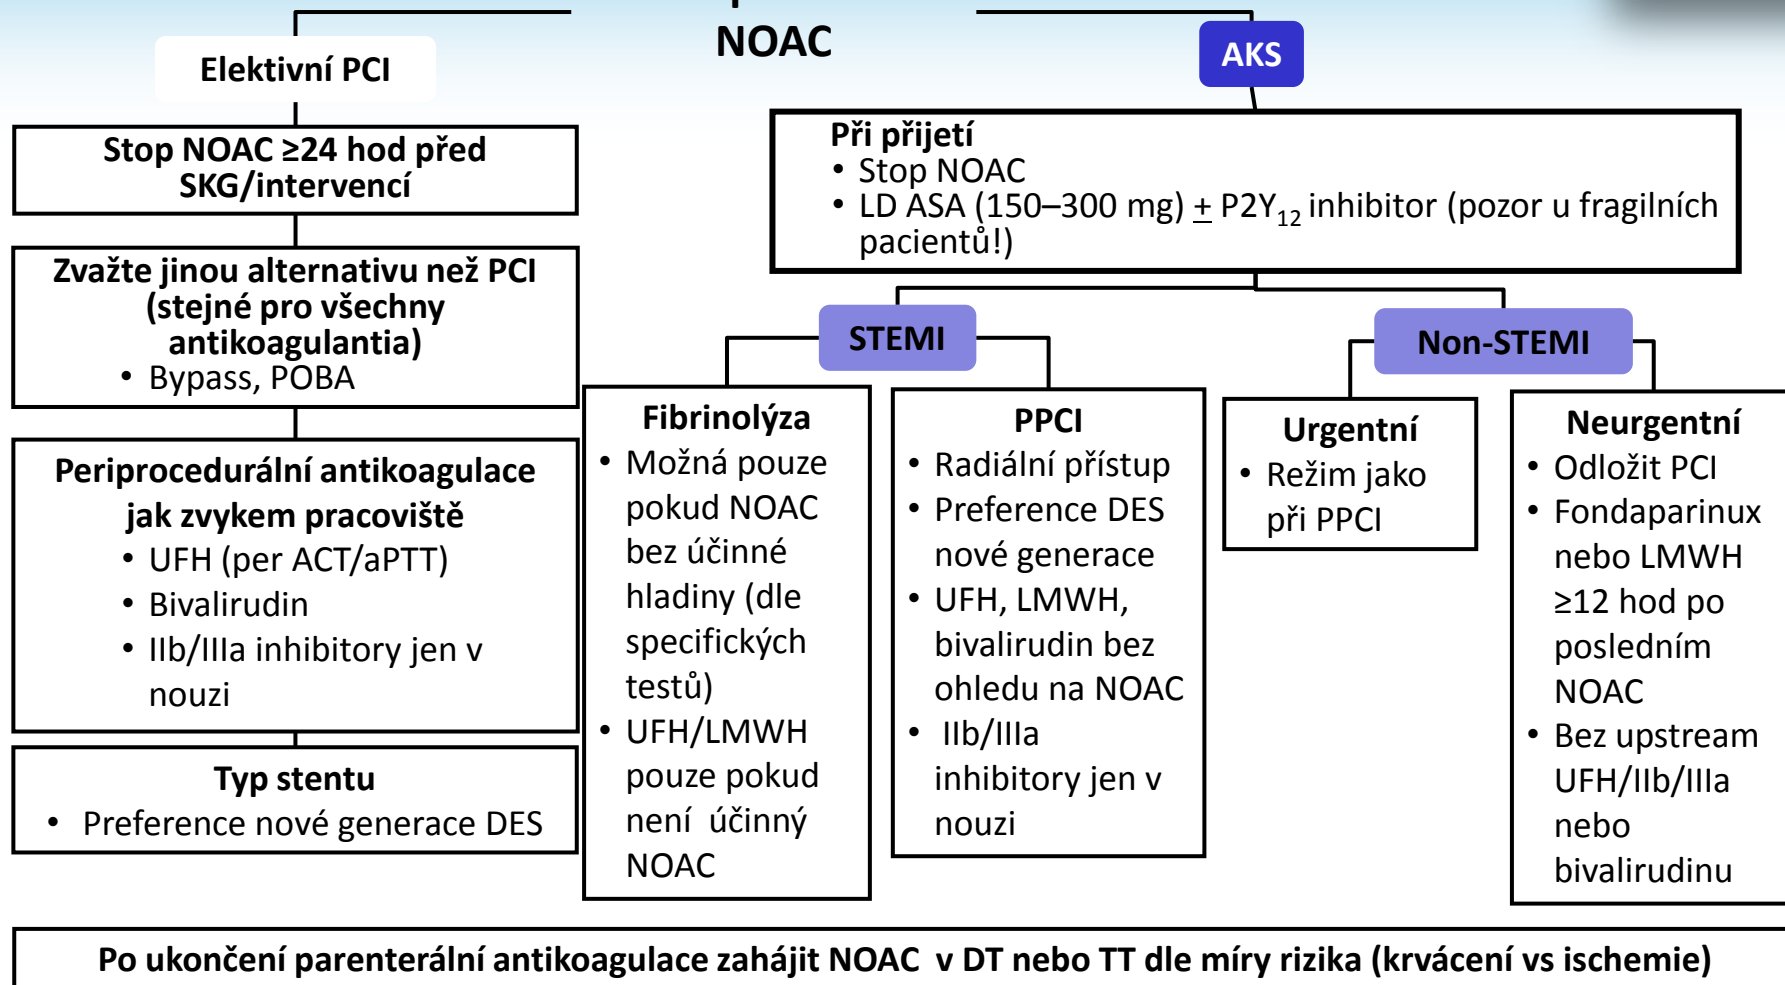 NOAC
Elektivní PCI
Stop NOAC ≥24 hod před
SKG/intervencí
Zvažte jinou alternativu než PCI
(stejné pro všechny
antikoagulantia)
• Bypass, POBA
Periprocedurální antikoagulace
jak zvykem pracoviště
• UFH (per ACT/aPTT)
• Bivalirudin
• IIb/IIIa inhibitory jen v
nouzi
Typ stentu
• Preference nové generace DES
AKS
Při přijetí
• Stop NOAC
• LD ASA (150–300 mg) ± P2Y₁₂ inhibitor (pozor u fragilních
pacientů!)
STEMI
Fibrinolýza
• Možná pouze
pokud NOAC
bez účinné
hladiny (dle
specifických
testů)
• UFH/LMWH
pouze pokud
není účinný
NOAC
PPCI
• Radiální přístup
• Preference DES
nové generace
• UFH, LMWH,
bivalirudin bez
ohledu na NOAC
• IIb/IIIa
inhibitory jen v
nouzi
Non-STEMI
Urgentní
• Režim jako
při PPCI
Neurgentní
• Odložit PCI
• Fondaparinux
nebo LMWH
≥12 hod po
posledním
NOAC
• Bez upstream
UFH/IIb/IIIa
nebo
bivalirudinu
Po ukončení parenterální antikoagulace zahájit NOAC v DT nebo TT dle míry rizika (krvácení vs ischemie)